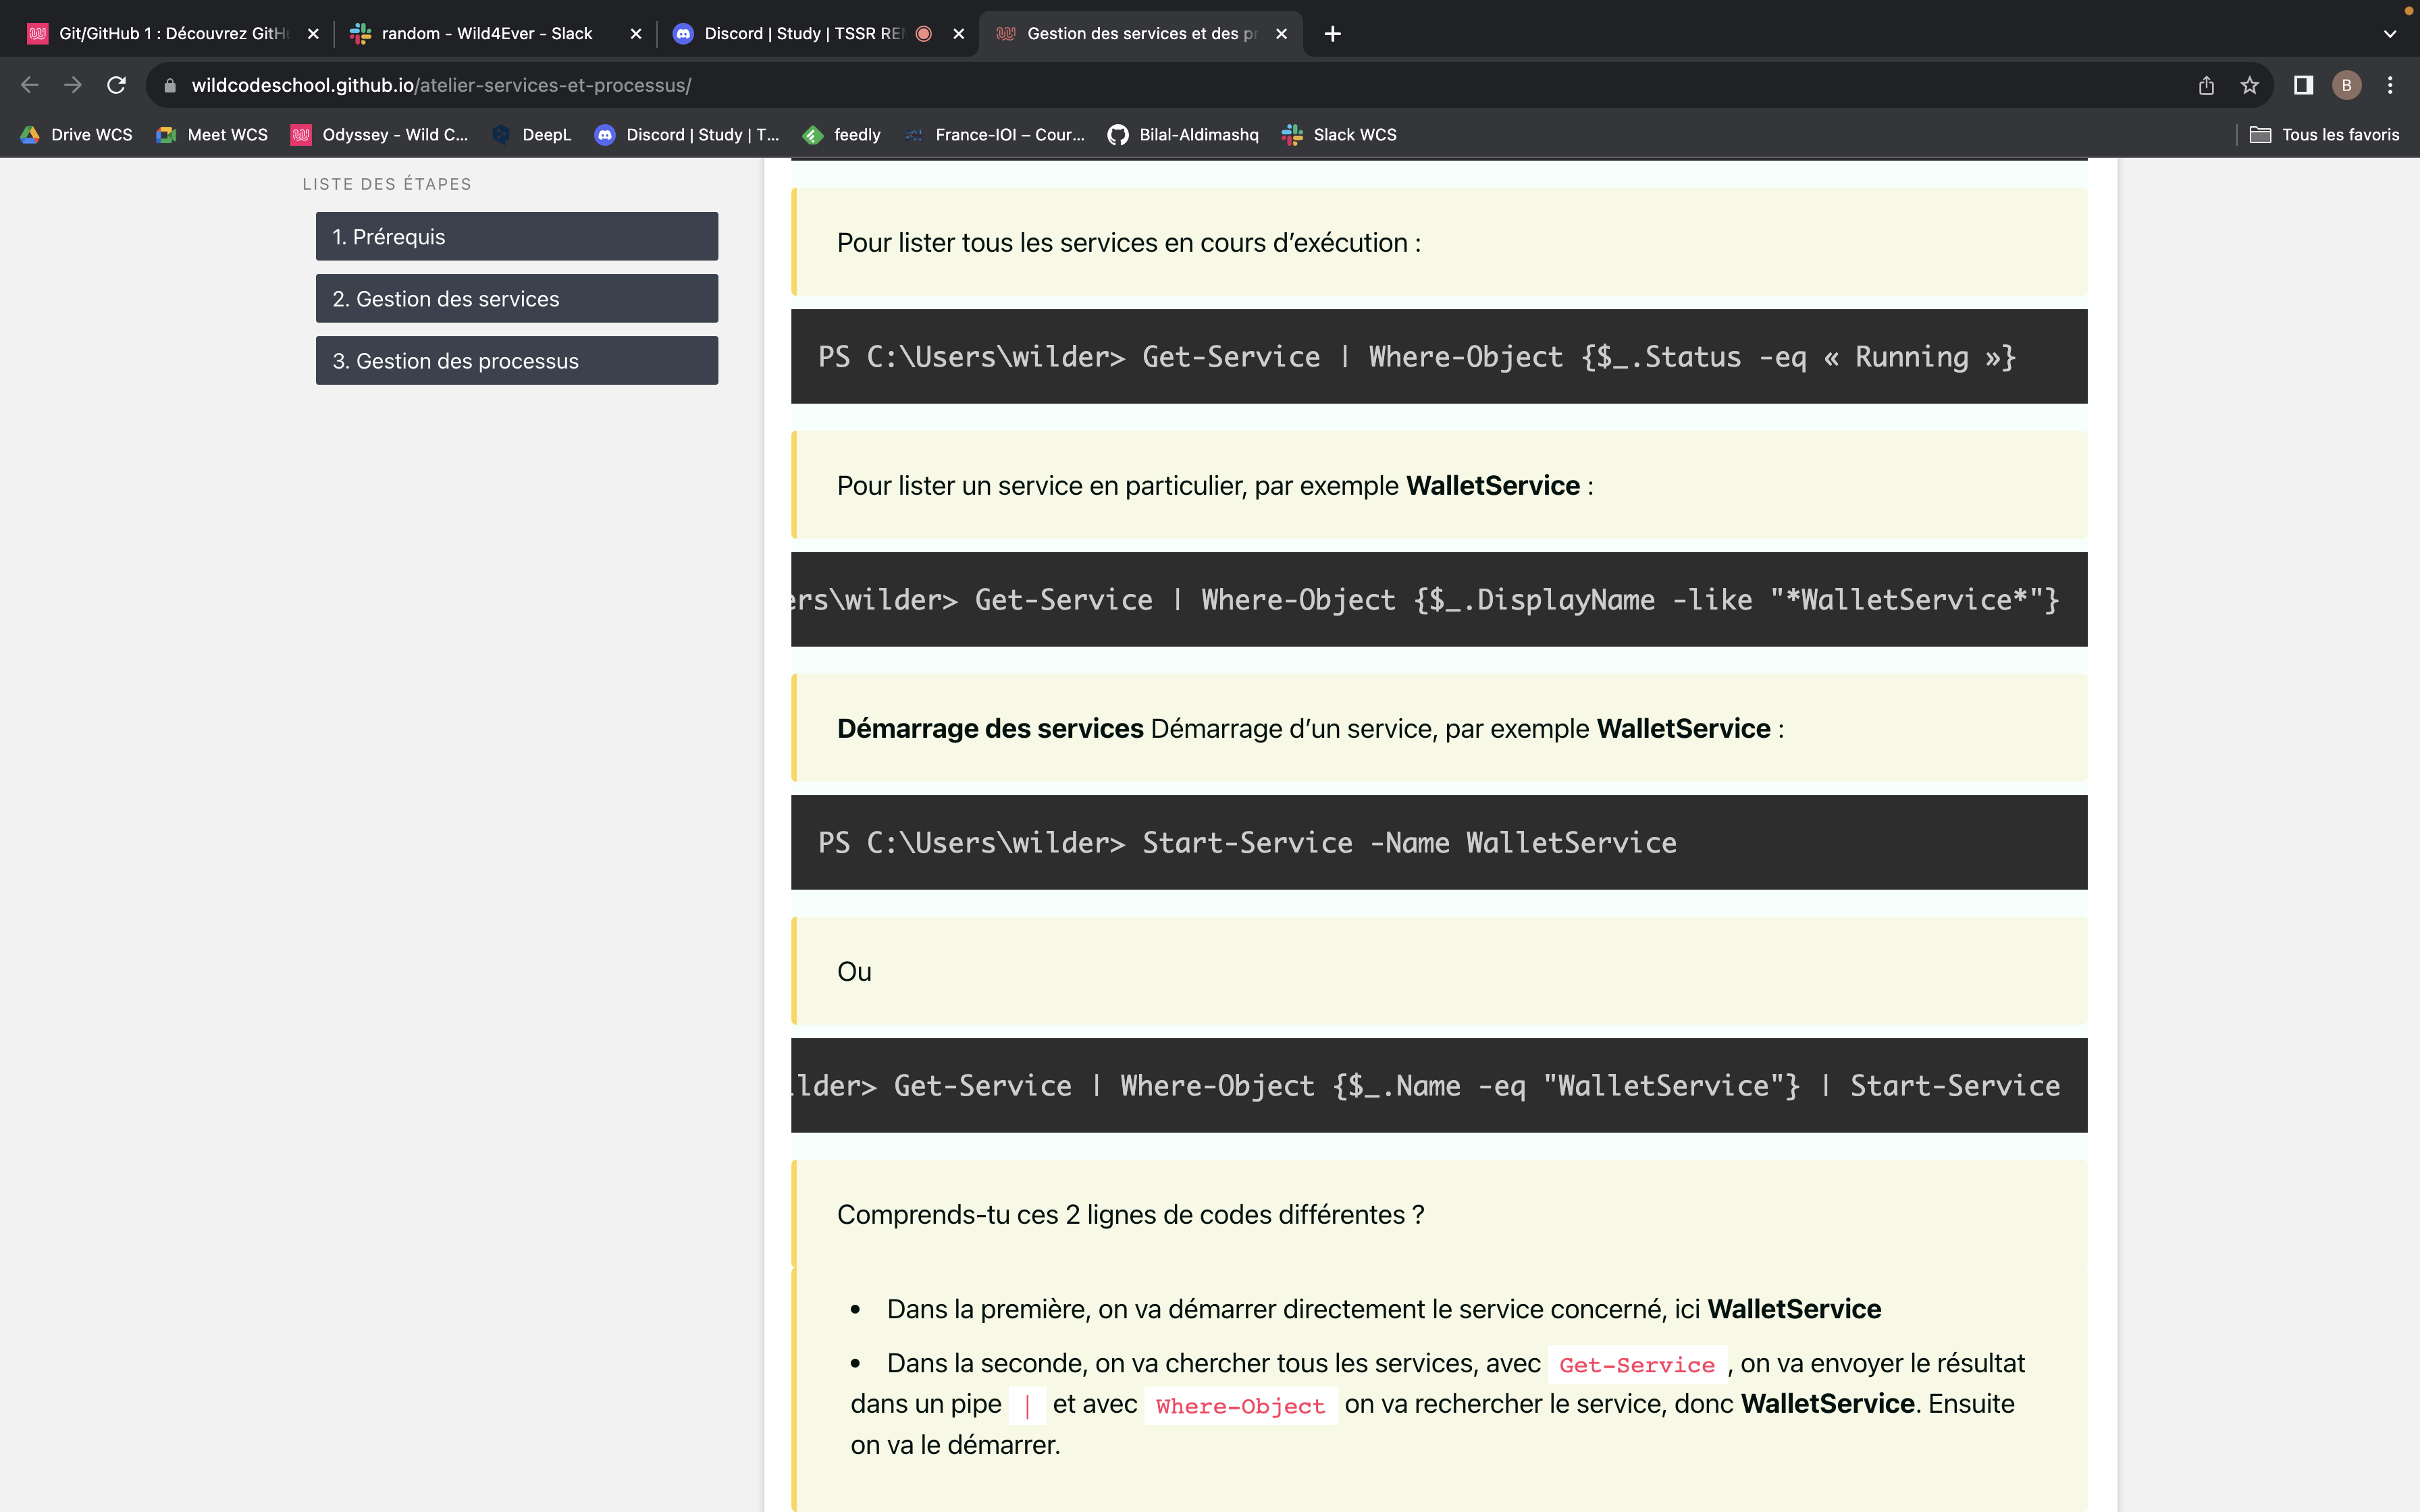 Git/GitHub 1 : Découvrez GitH
random - Wild4Ever - Slack
Discord | Study | TSSR RE
Gestion des services et des pr
wildcodeschool.github.io/atelier-services-et-processus/
B
Drive WCS
Meet WCS
Odyssey - Wild C...
DeepL
Discord | Study | T...
feedly
France-IOI – Cour...
Bilal-Aldimashq
Slack WCS
Tous les favoris
LISTE DES ÉTAPES
1. Prérequis
2. Gestion des services
3. Gestion des processus
Pour lister tous les services en cours d’exécution :
PS C:\Users\wilder> Get-Service | Where-Object {$_.Status -eq « Running »}
Pour lister un service en particulier, par exemple WalletService :
ers\wilder> Get-Service | Where-Object {$_.DisplayName -like "*WalletService*"}
Démarrage des services Démarrage d’un service, par exemple WalletService :
PS C:\Users\wilder> Start-Service -Name WalletService
Ou
ilder> Get-Service | Where-Object {$_.Name -eq "WalletService"} | Start-Service
Comprends-tu ces 2 lignes de codes différentes ?
• Dans la première, on va démarrer directement le service concerné, ici WalletService
• Dans la seconde, on va chercher tous les services, avec Get-Service , on va envoyer le résultat
dans un pipe | et avec Where-Object on va rechercher le service, donc WalletService. Ensuite
on va le démarrer.